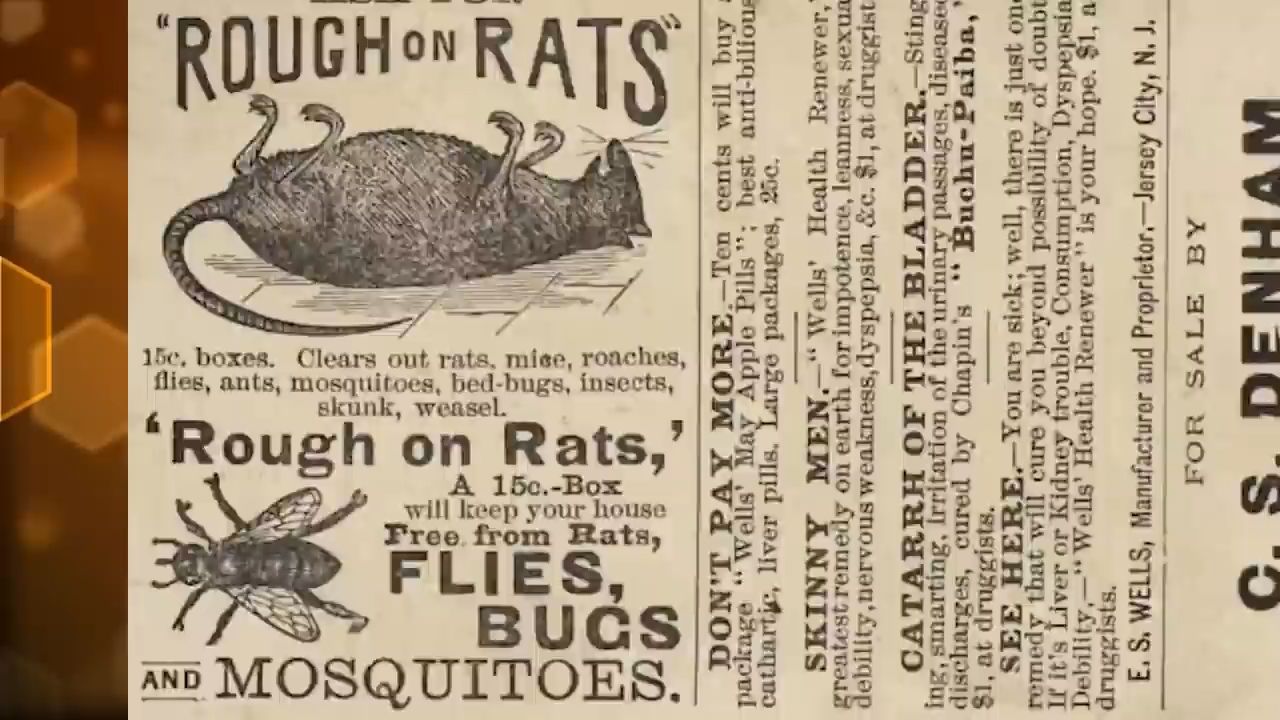 "ROUGH ON RATS"
15c. boxes. Clears out rats, mice, roaches,
flies, ants, mosquitoes, bed-bugs, insects,
skunk, weasel.
'Rough on Rats,'
A 15c.-Box
will keep your house
Free from Rats,
FLIES,
BUGS
AND MOSQUITOES.
DON'T PAY MORE.—Ten cents will buy a
package "Wells' May Apple Pills"; best anti-bilious
cathartic, liver pills. Large packages, 25c.
SKINNY MEN.—"Wells' Health Renewer,"
greatest remedy on earth for impotence, leanness, sexua
debility, nervous weakness, dyspepsia, &c. $1, at druggist
CATARRH OF THE BLADDER.—Sting
ing, smarting, irritation of the urinary passages, disease
discharges, cured by Chapin's "Buchu-Paiba,"
$1, at druggists.
SEE HERE.—You are sick; well, there is just one
remedy that will cure you beyond possibility of doubt
If it's Liver or Kidney trouble, Consumption, Dyspepsia
Debility,—"Wells' Health Renewer" is your hope. $1, a
druggists.
E. S. WELLS, Manufacturer and Proprietor.—Jersey City, N. J.
FOR SALE BY
C. S. DENHAM